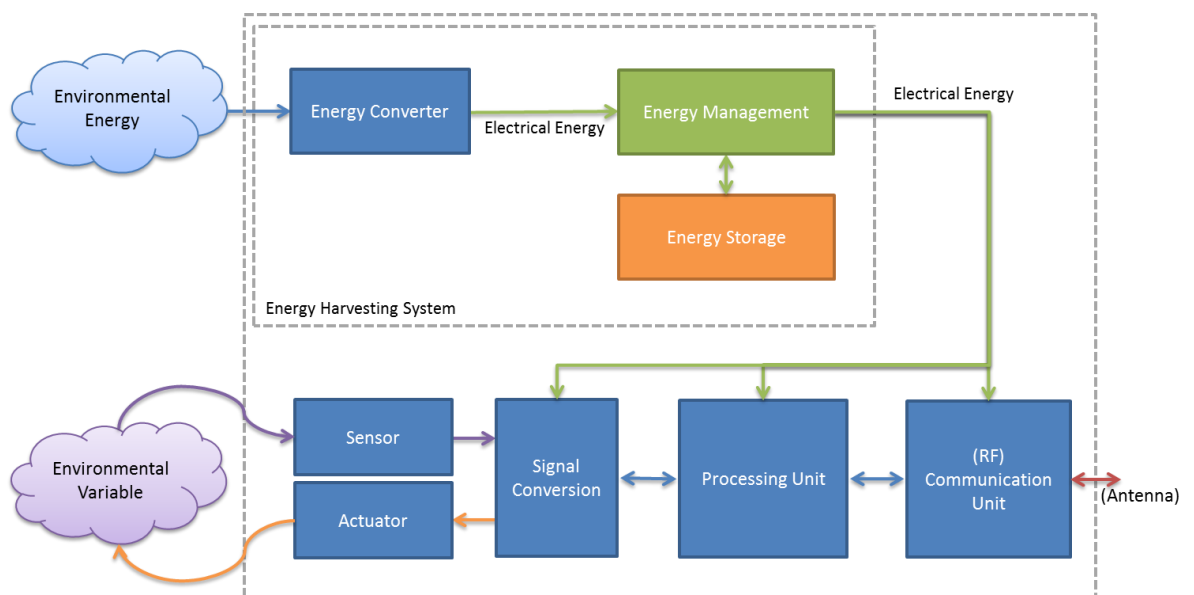 Environmental
Energy
Energy Converter
Electrical Energy
Energy Management
Electrical Energy
Energy Storage
Energy Harvesting System
Environmental
Variable
Sensor
Actuator
Signal
Conversion
Processing Unit
(RF)
Communication
Unit
(Antenna)